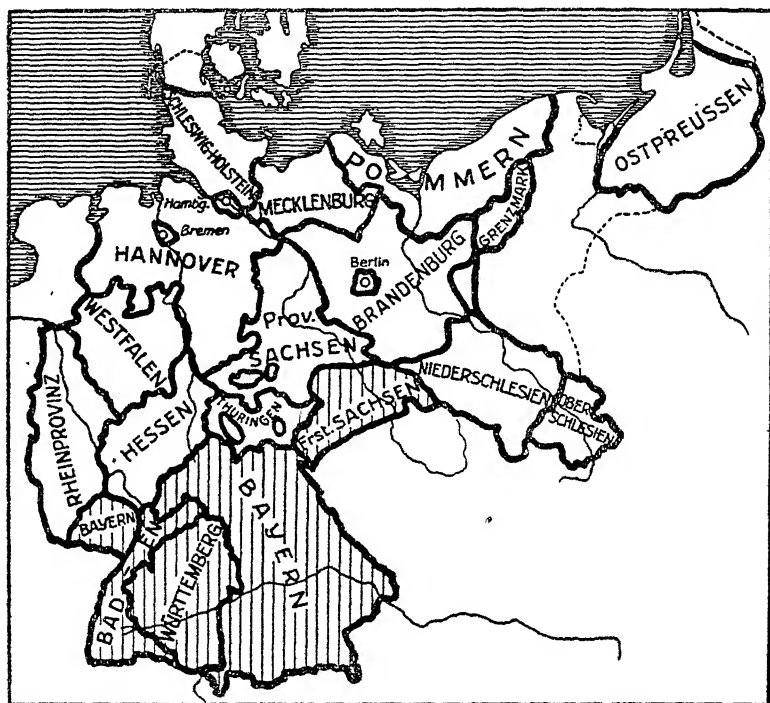 OSTPREUSSEN
SCHLESWIG-HOLSTEIN
POMMERN
MECKLENBURG
GRENZMARK
Hambg.
Bremen
HANNOVER
Berlin
BRANDENBURG
Prov.
SACHSEN
WESTFALEN
NIEDERSCHLESIEN
OBER
SCHLESIEN
RHEINPROVINZ
HESSEN
THÜRINGEN
Frst. SACHSEN
BAYERN
BAYERN
BADEN
WÜRTTEMBERG